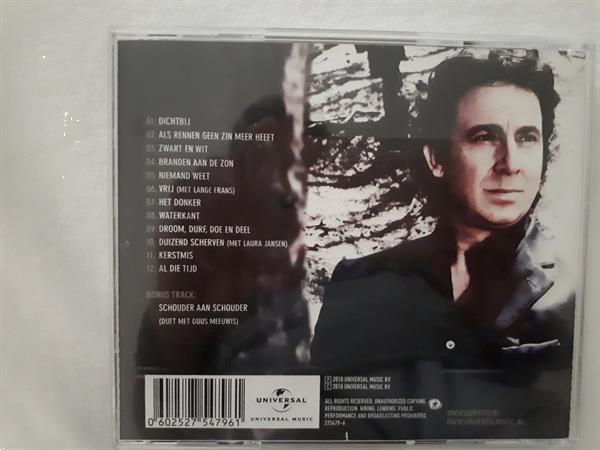 01. DICHTBIJ
02. ALS RENNEN GEEN ZIN MEER HEEFT
03. ZWART EN WIT
04. BRANDEN AAN DE ZON
05. NIEMAND WEET
06. VRIJ (MET LANGE FRANS)
07. HET DONKER
08. WATERKANT
09. DROOM, DURF, DOE EN DEEL
10. DUIZEND SCHERVEN (MET LAURA JANSEN)
11. KERSTMIS
12. AL DIE TIJD
BONUS TRACK:
SCHOUDER AAN SCHOUDER
(DUET MET GUUS MEEUWIS)
0 602527 547961
UNIVERSAL
UNIVERSAL MUSIC
℗ 2010 UNIVERSAL MUSIC BV
© 2010 UNIVERSAL MUSIC BV
ALL RIGHTS RESERVED. UNAUTHORIZED COPYING,
REPRODUCTION, HIRING, LENDING, PUBLIC
PERFORMANCE AND BROADCASTING PROHIBITED
275479-6